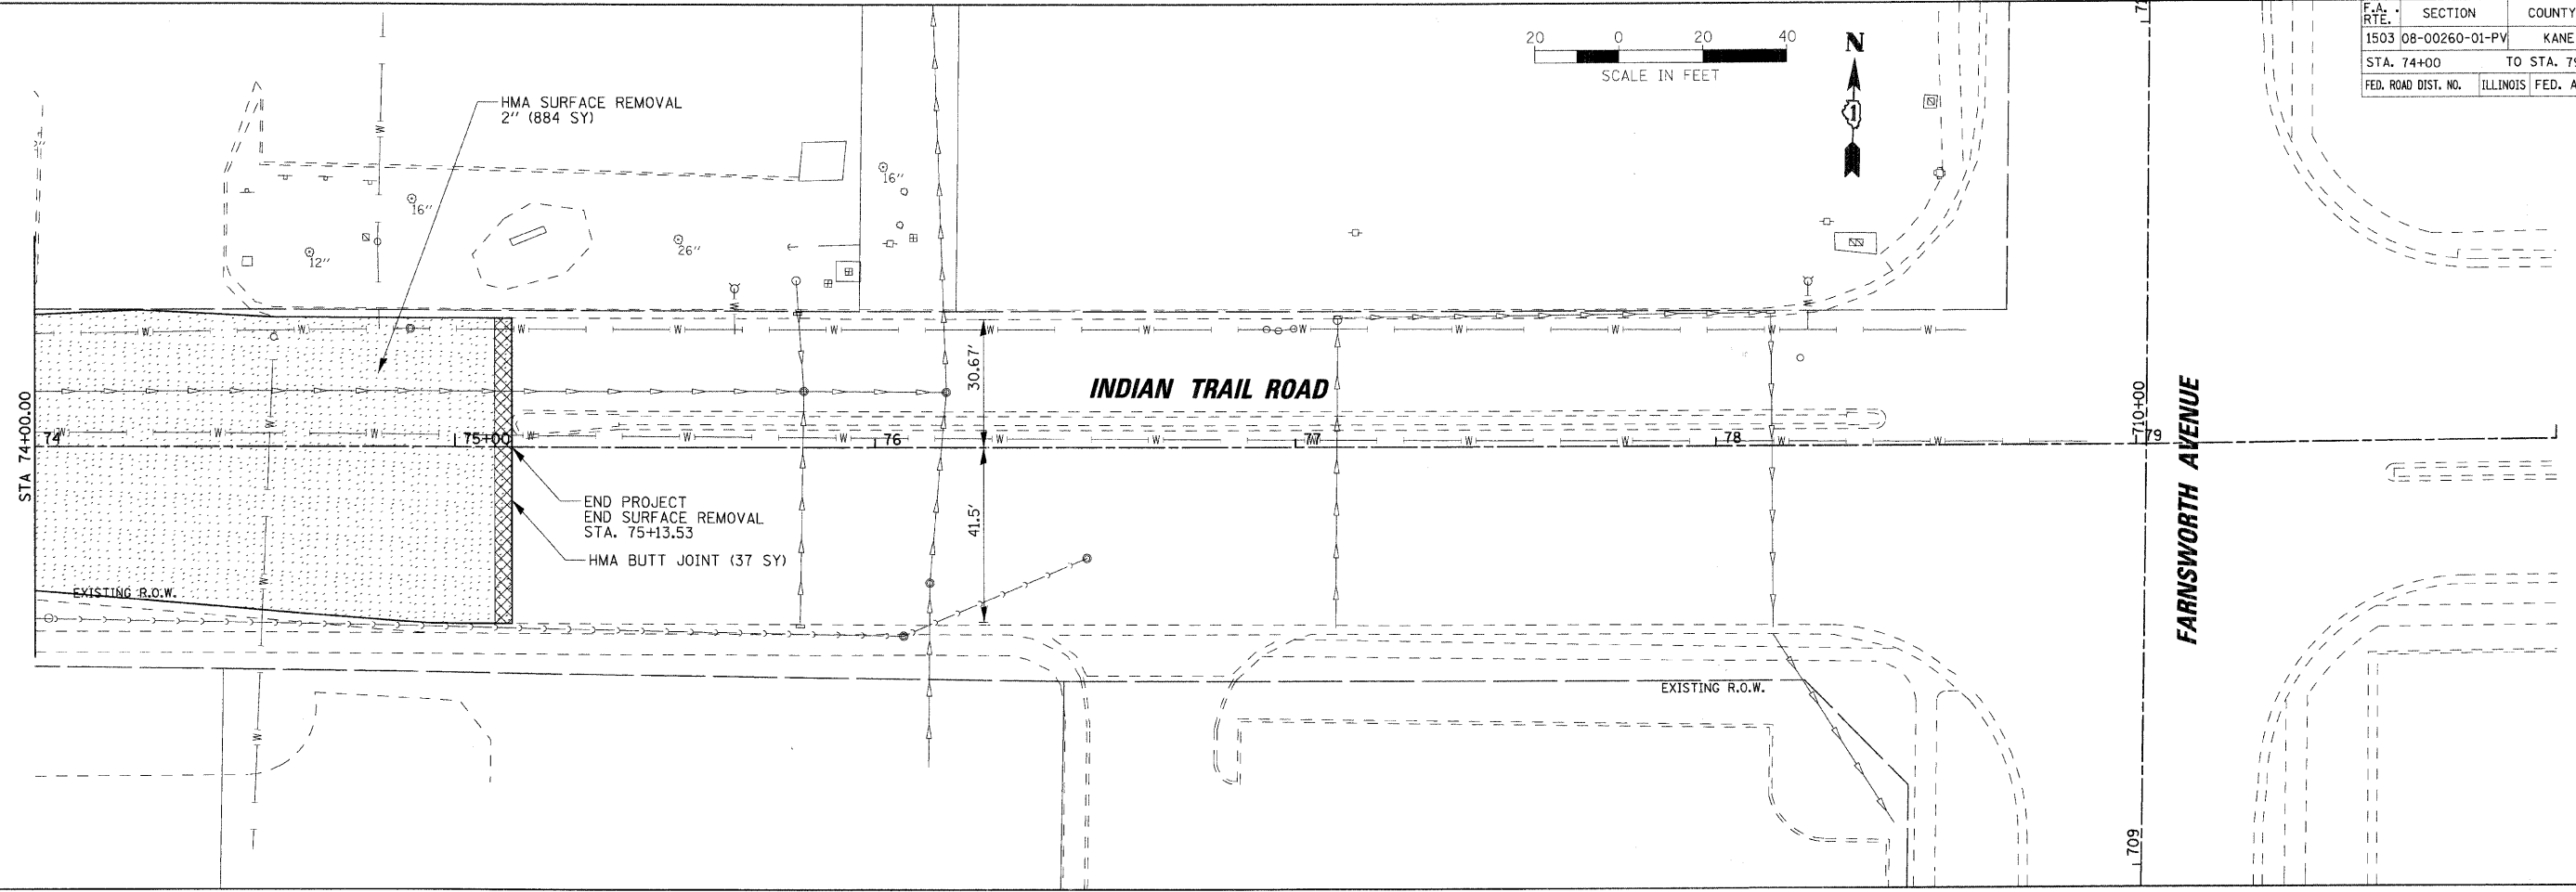 F.A. RTE. SECTION COUNTY
1503 08-00260-01-PV KANE
STA. 74+00 TO STA.
FED. ROAD DIST. NO. ILLINOIS FED.
20 0 20 40
SCALE IN FEET
N
1
HMA SURFACE REMOVAL
2" (884 SY)
16"
16"
12"
26"
30.67'
41.5'
INDIAN TRAIL ROAD
STA 74+00.00
74
75+00
76
77
78
79
710+00
709
FARNSWORTH AVENUE
END PROJECT
END SURFACE REMOVAL
STA. 75+13.53
HMA BUTT JOINT (37 SY)
EXISTING R.O.W.
EXISTING R.O.W.